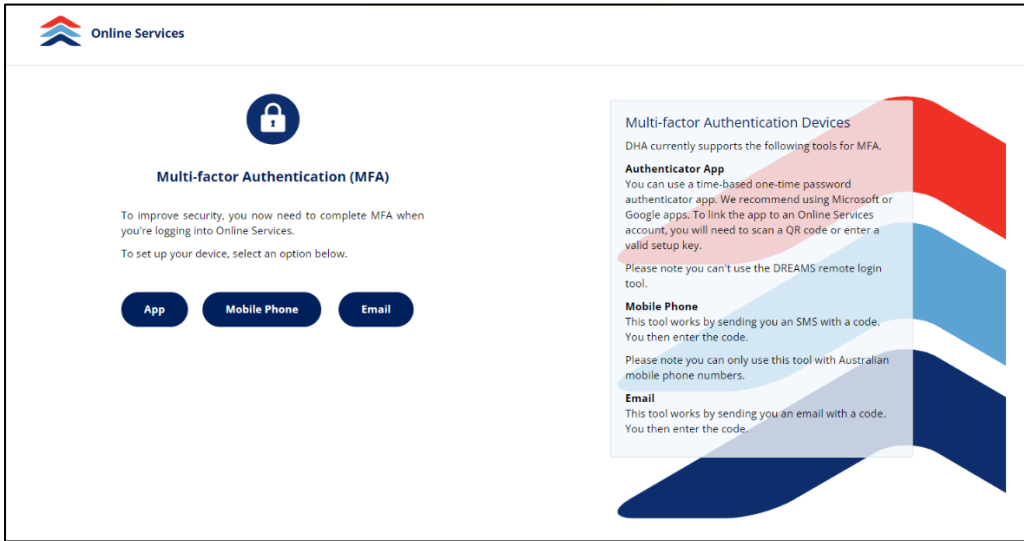 Online Services
Multi-factor Authentication (MFA)
To improve security, you now need to complete MFA when
you're logging into Online Services.
To set up your device, select an option below.
App
Mobile Phone
Email
Multi-factor Authentication Devices
DHA currently supports the following tools for MFA.
Authenticator App
You can use a time-based one-time password
authenticator app. We recommend using Microsoft or
Google apps. To link the app to an Online Services
account, you will need to scan a QR code or enter a
valid setup key.
Please note you can't use the DREAMS remote login
tool.
Mobile Phone
This tool works by sending you an SMS with a code.
You then enter the code.
Please note you can only use this tool with Australian
mobile phone numbers.
Email
This tool works by sending you an email with a code.
You then enter the code.